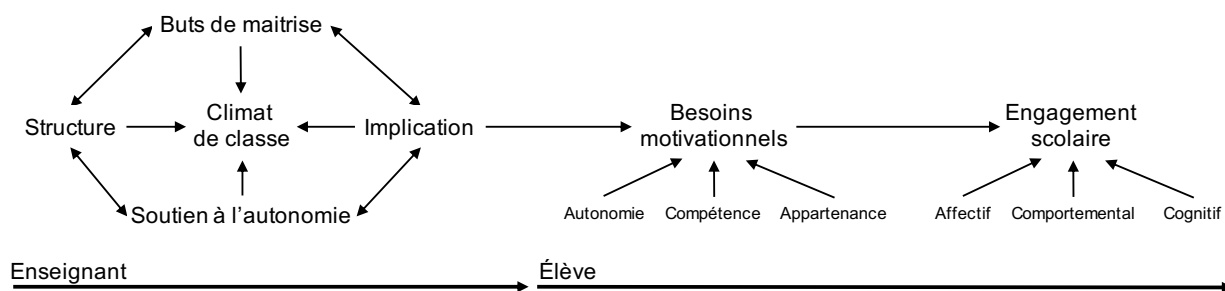 Buts de maitrise
Structure
Climat
de classe
Implication
Besoins
motivationnels
Engagement
scolaire
Soutien à l'autonomie
Autonomie
Compétence
Appartenance
Affectif
Comportemental
Cognitif
Enseignant
Élève